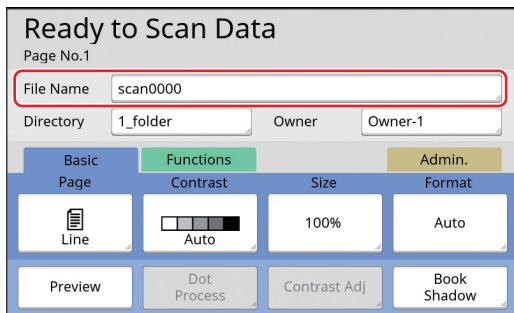 Ready to Scan Data
Page No.1
File Name scan0000
Directory 1_folder Owner Owner-1
Basic Functions Admin.
Page Contrast Size Format
Line Auto 100% Auto
Preview Dot Process Contrast Adj Book Shadow